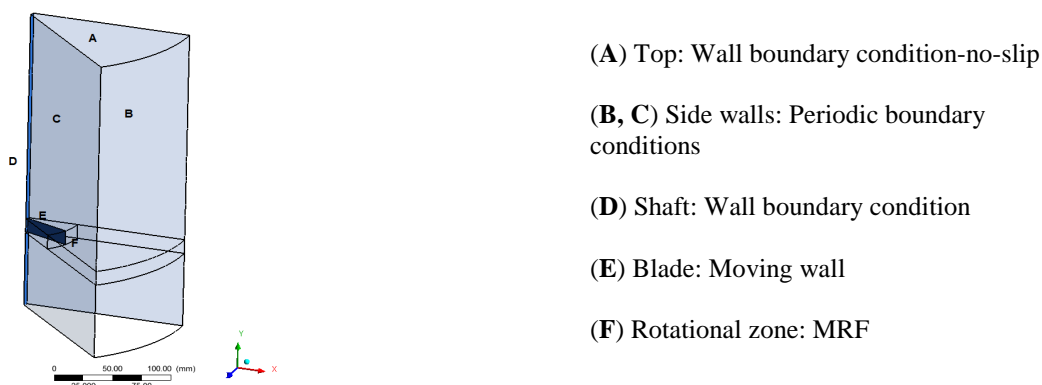 A
B
C
D
E
F
Y
X
0 50.00 100.00 (mm)
25.000 75.00
(A) Top: Wall boundary condition-no-slip
(B, C) Side walls: Periodic boundary
conditions
(D) Shaft: Wall boundary condition
(E) Blade: Moving wall
(F) Rotational zone: MRF